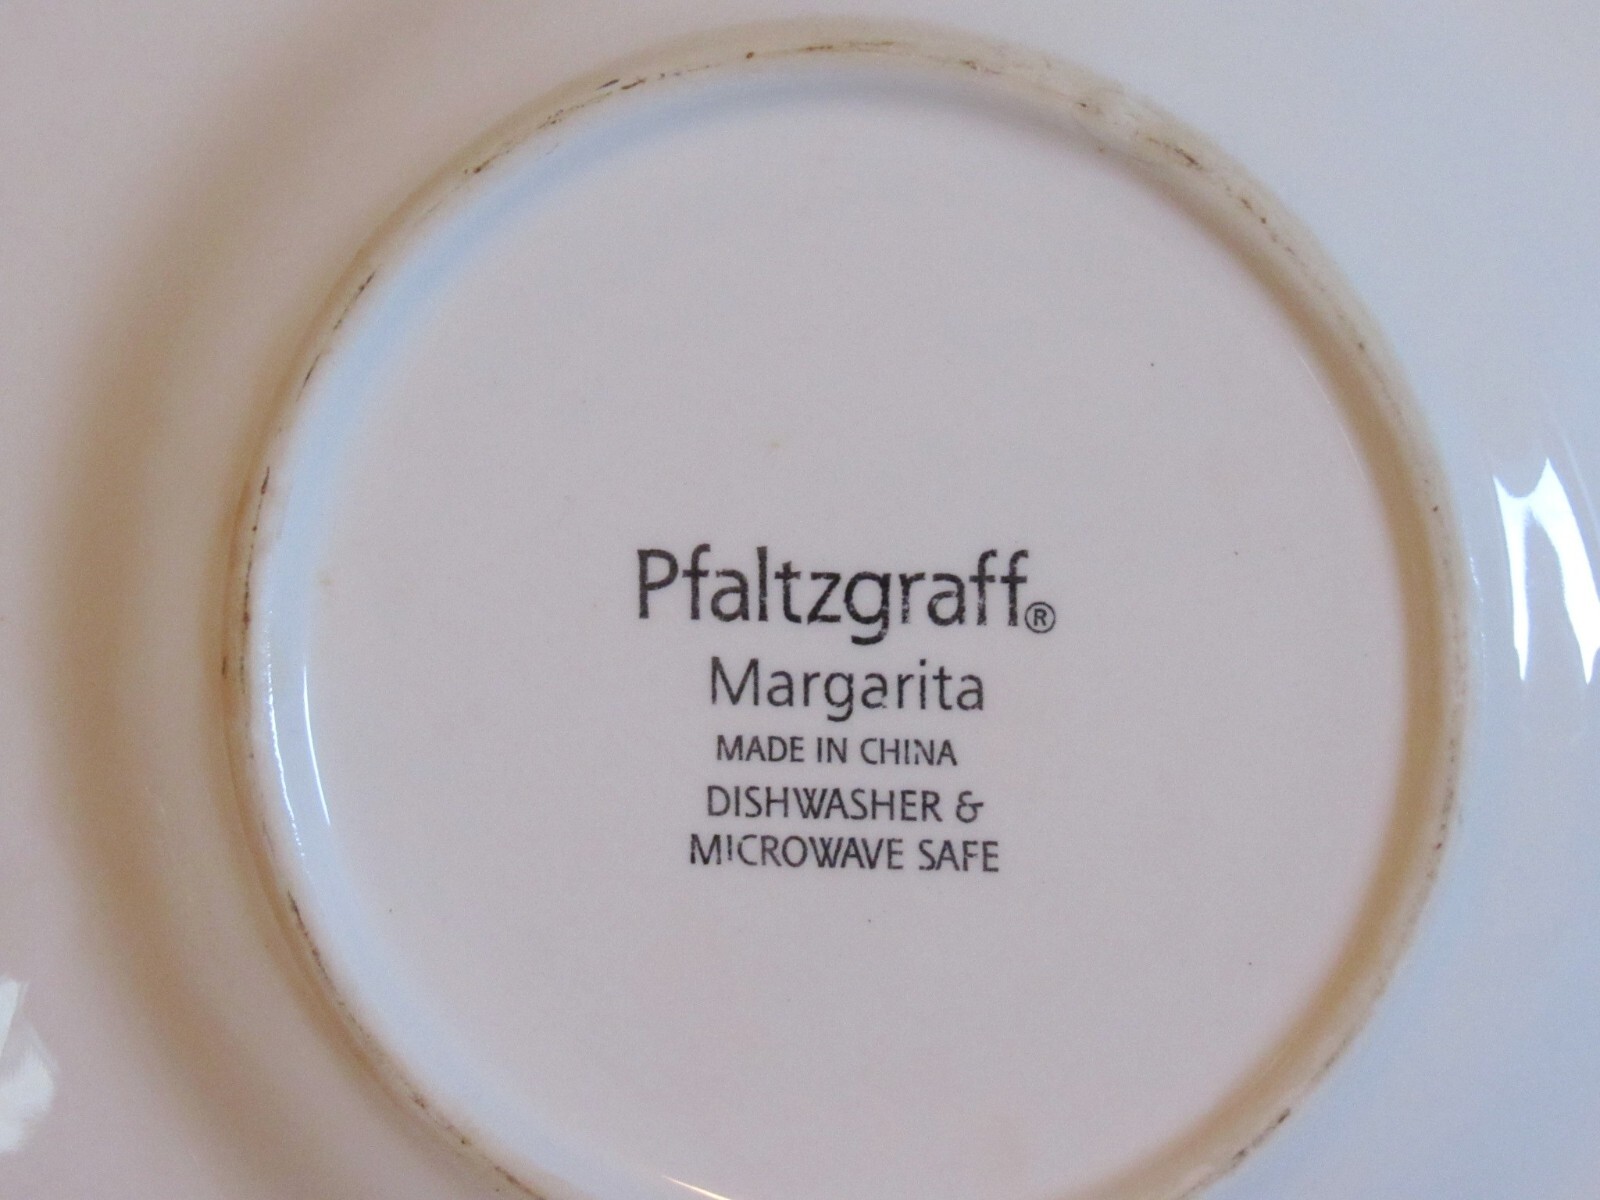 Pfaltzgraff®
Margarita
MADE IN CHINA
DISHWASHER &
MICROWAVE SAFE